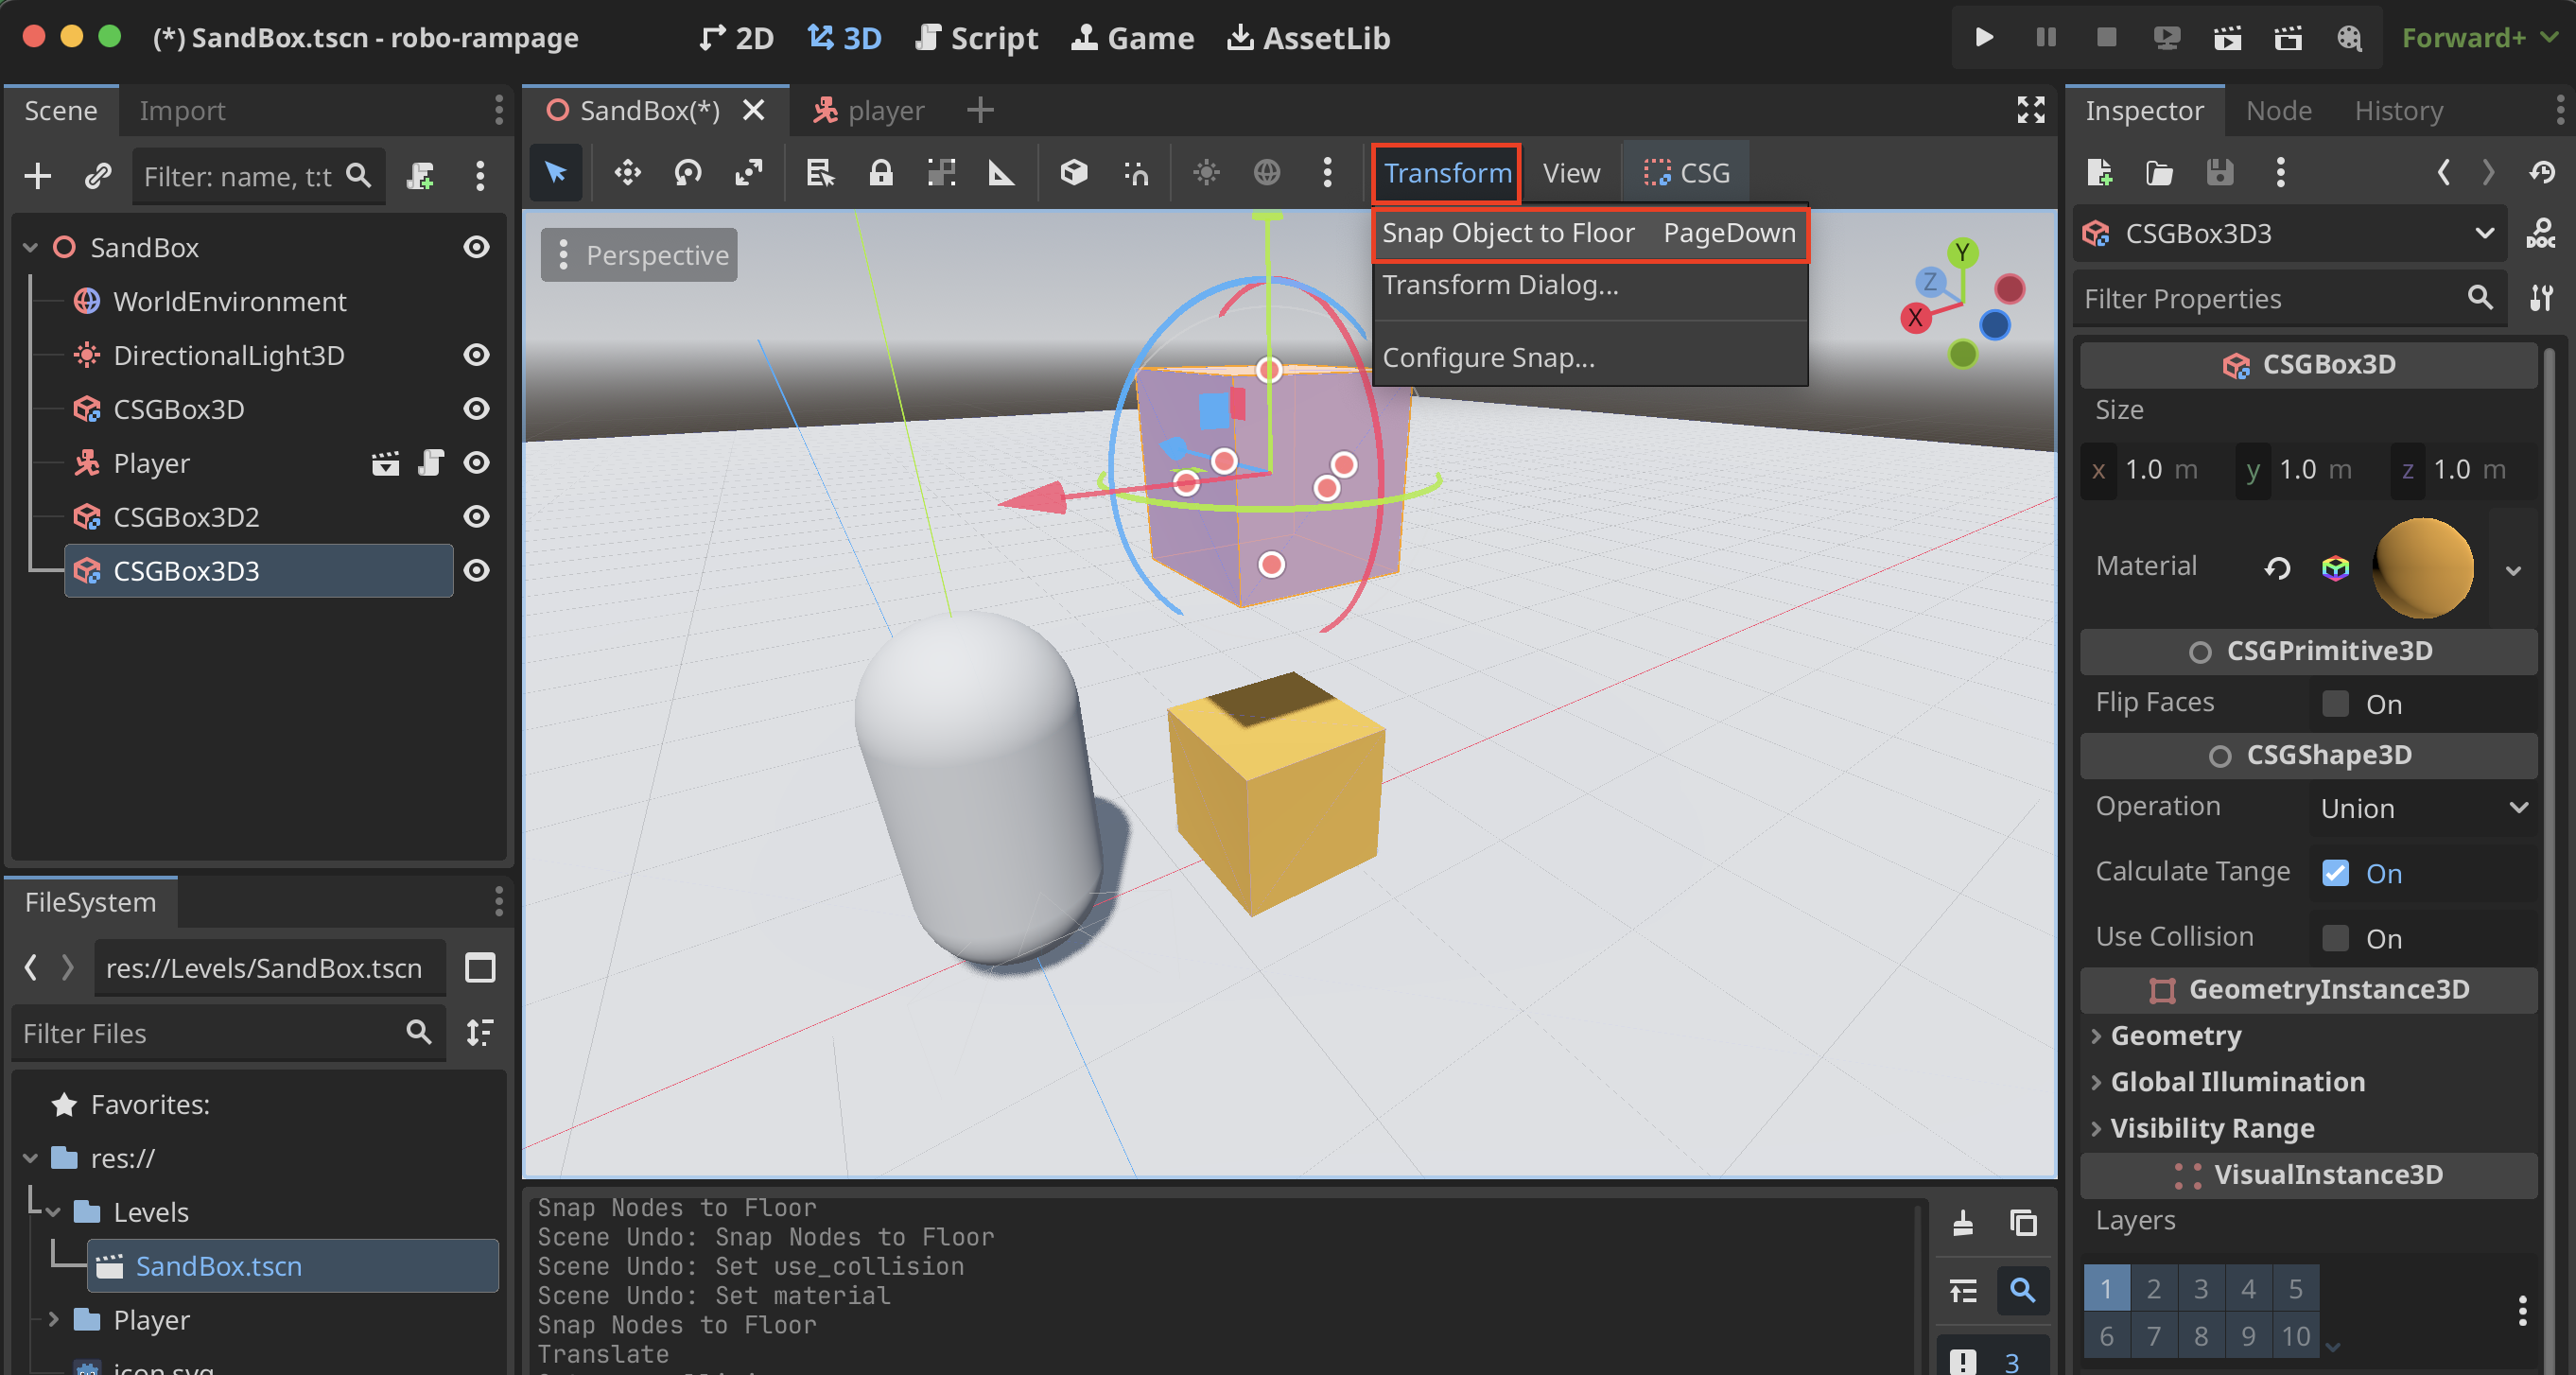 (*) SandBox.tscn - robo-rampage
2D
3D
Script
Game
AssetLib
Forward+
Scene
Import
Filter: name, t:t
SandBox
WorldEnvironment
DirectionalLight3D
CSGBox3D
Player
CSGBox3D2
CSGBox3D3
FileSystem
res://Levels/SandBox.tscn
Filter Files
Favorites:
res://
Levels
SandBox.tscn
Player
icon.svg
SandBox(*)
player
Transform
View
CSG
Perspective
Snap Object to Floor PageDown
Transform Dialog...
Configure Snap...
Y
Z
X
Snap Nodes to Floor
Scene Undo: Snap Nodes to Floor
Scene Undo: Set use_collision
Scene Undo: Set material
Snap Nodes to Floor
Translate
3
Inspector
Node
History
CSGBox3D3
DOC
Filter Properties
CSGBox3D
Size
x 1.0 m y 1.0 m z 1.0 m
Material
CSGPrimitive3D
Flip Faces On
CSGShape3D
Operation Union
Calculate Tange On
Use Collision On
GeometryInstance3D
Geometry
Global Illumination
Visibility Range
VisualInstance3D
Layers
1 2 3 4 5
6 7 8 9 10